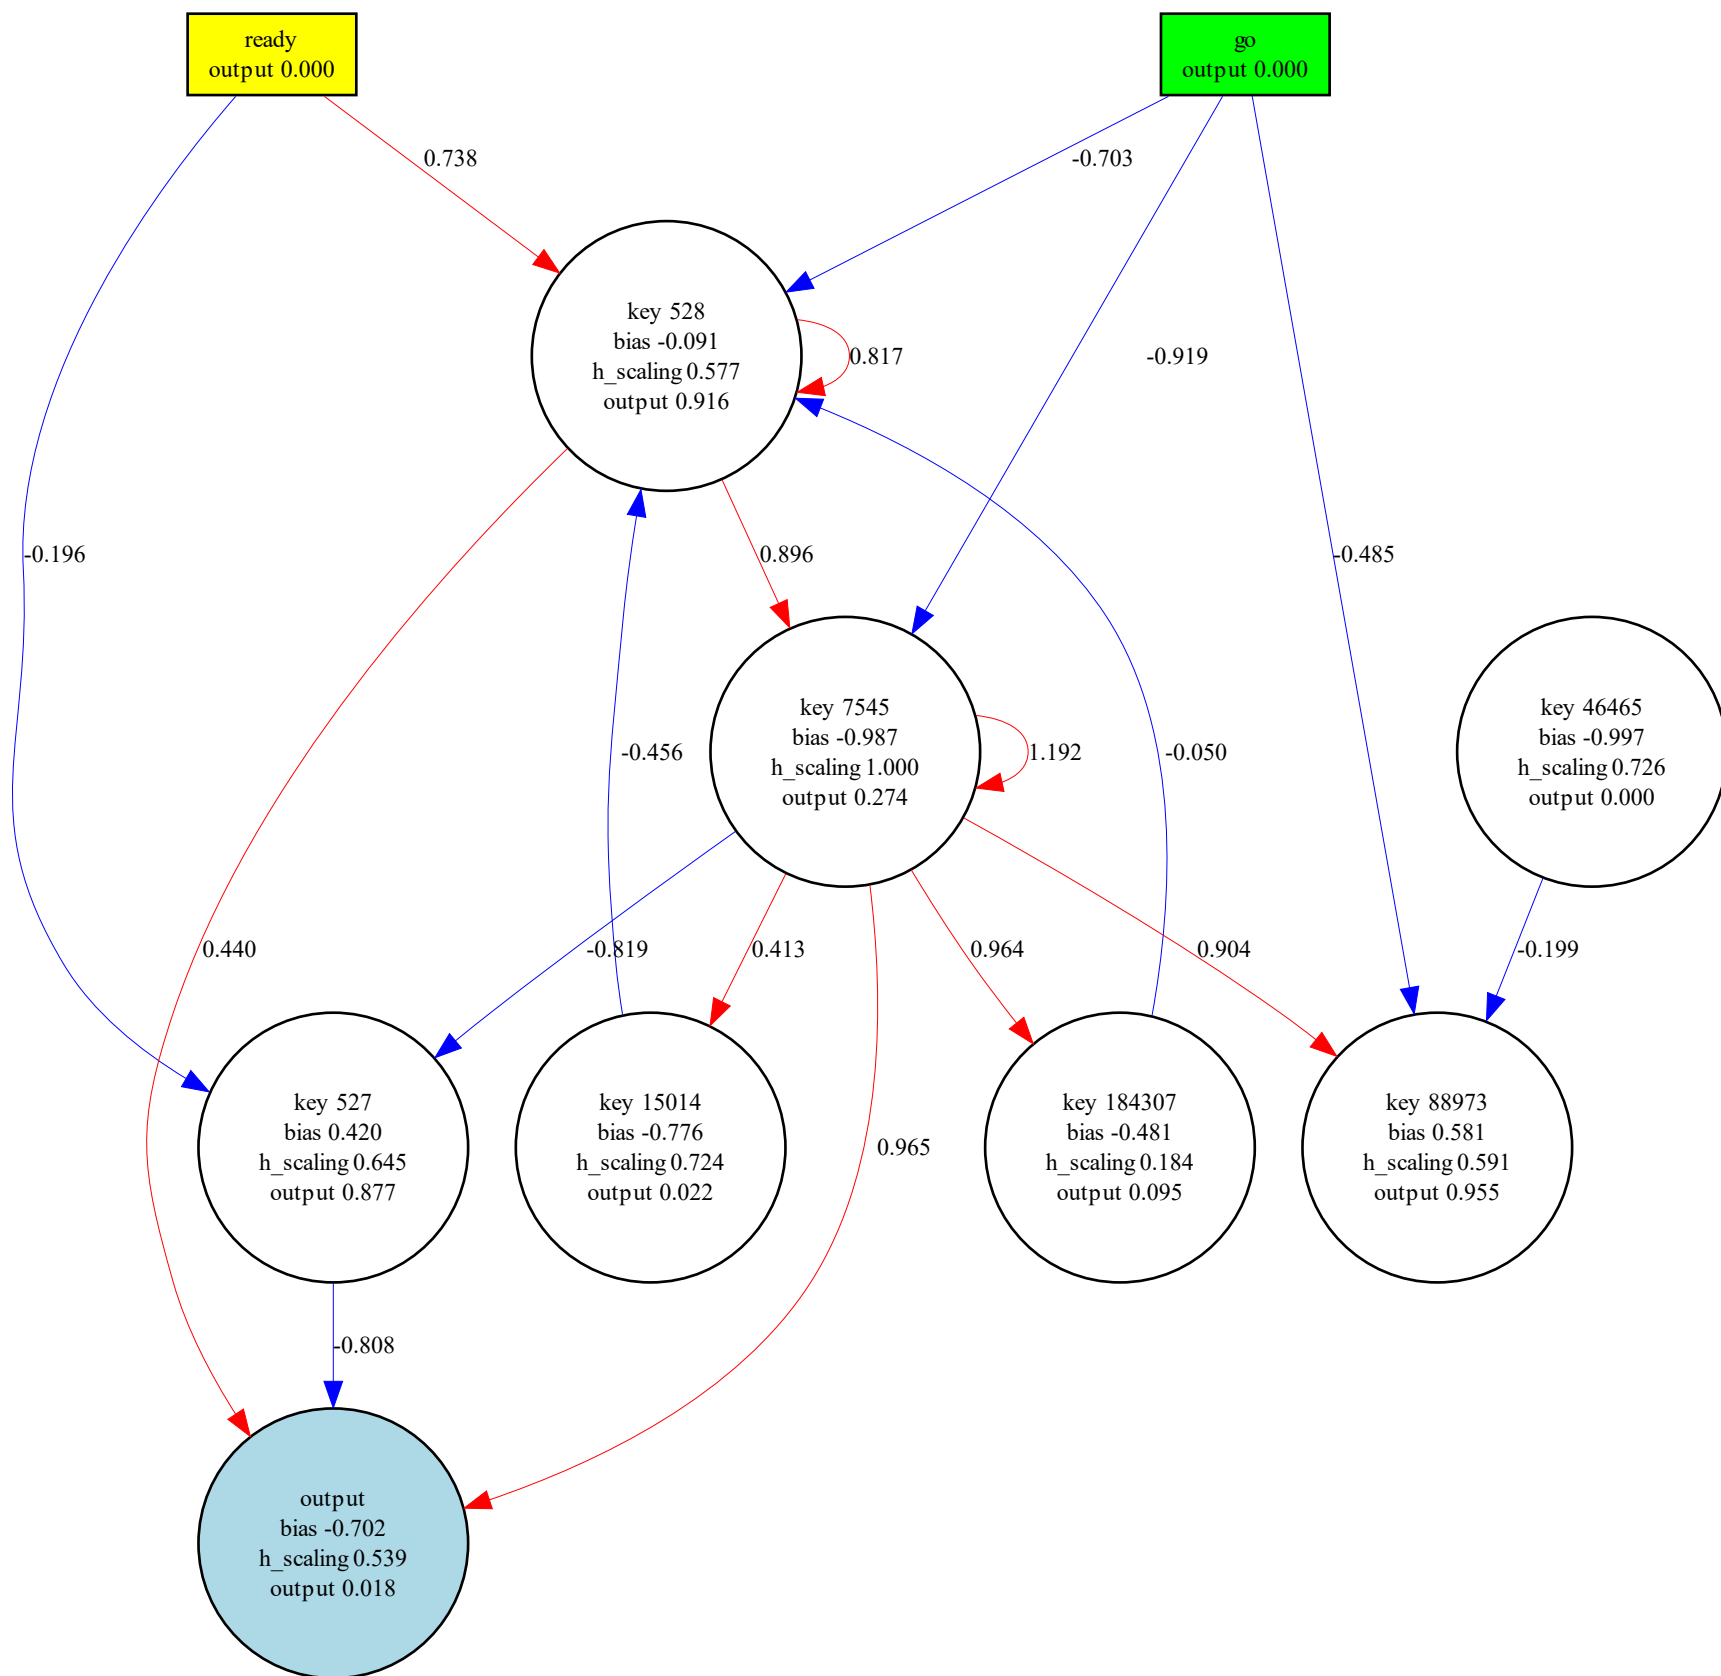 ready
output 0.000
go
output 0.000
0.738
-0.703
key 528
bias -0.091
h_scaling 0.577
output 0.916
0.817
-0.919
-0.196
0.896
-0.485
key 7545
bias -0.987
h_scaling 1.000
output 0.274
1.192
-0.456
-0.050
key 46465
bias -0.997
h_scaling 0.726
output 0.000
0.440
-0.819
0.413
0.964
0.904
-0.199
key 527
bias 0.420
h_scaling 0.645
output 0.877
key 15014
bias -0.776
h_scaling 0.724
output 0.022
0.965
key 184307
bias -0.481
h_scaling 0.184
output 0.095
key 88973
bias 0.581
h_scaling 0.591
output 0.955
-0.808
output
bias -0.702
h_scaling 0.539
output 0.018